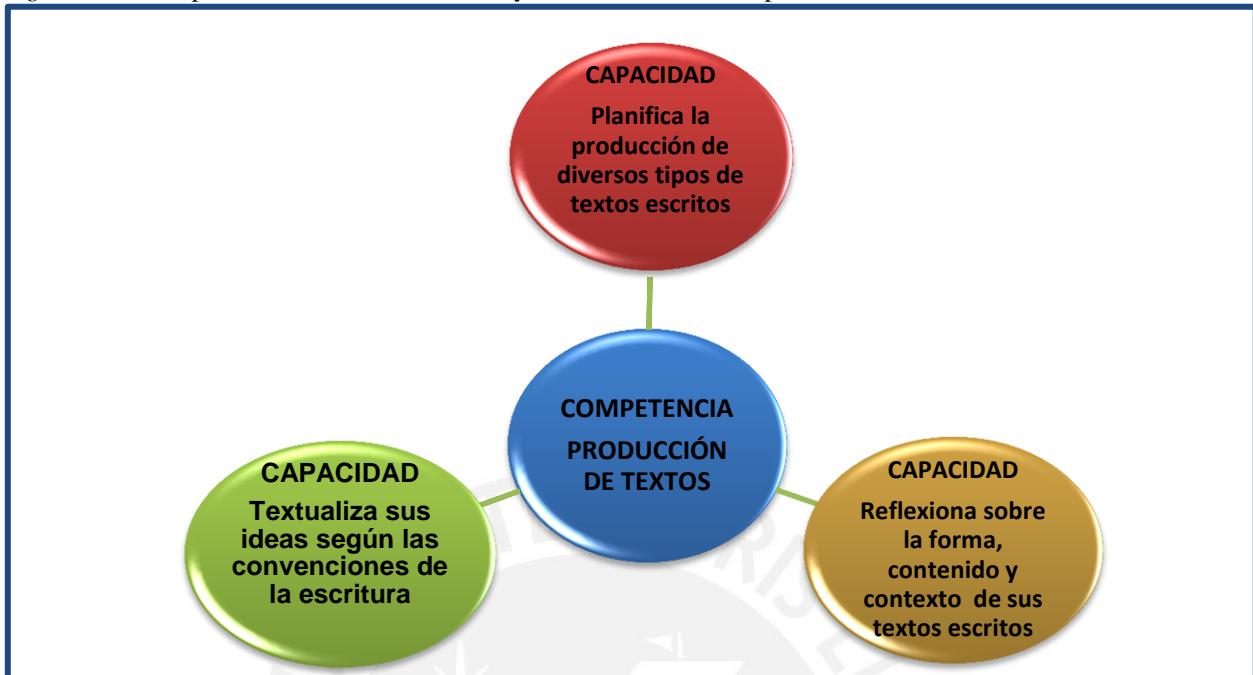 CAPACIDAD
Planifica la
producción de
diversos tipos de
textos escritos
COMPETENCIA
PRODUCCIÓN
DE TEXTOS
CAPACIDAD
Textualiza sus
ideas según las
convenciones de
la escritura
CAPACIDAD
Reflexiona sobre
la forma,
contenido y
contexto de sus
textos escritos